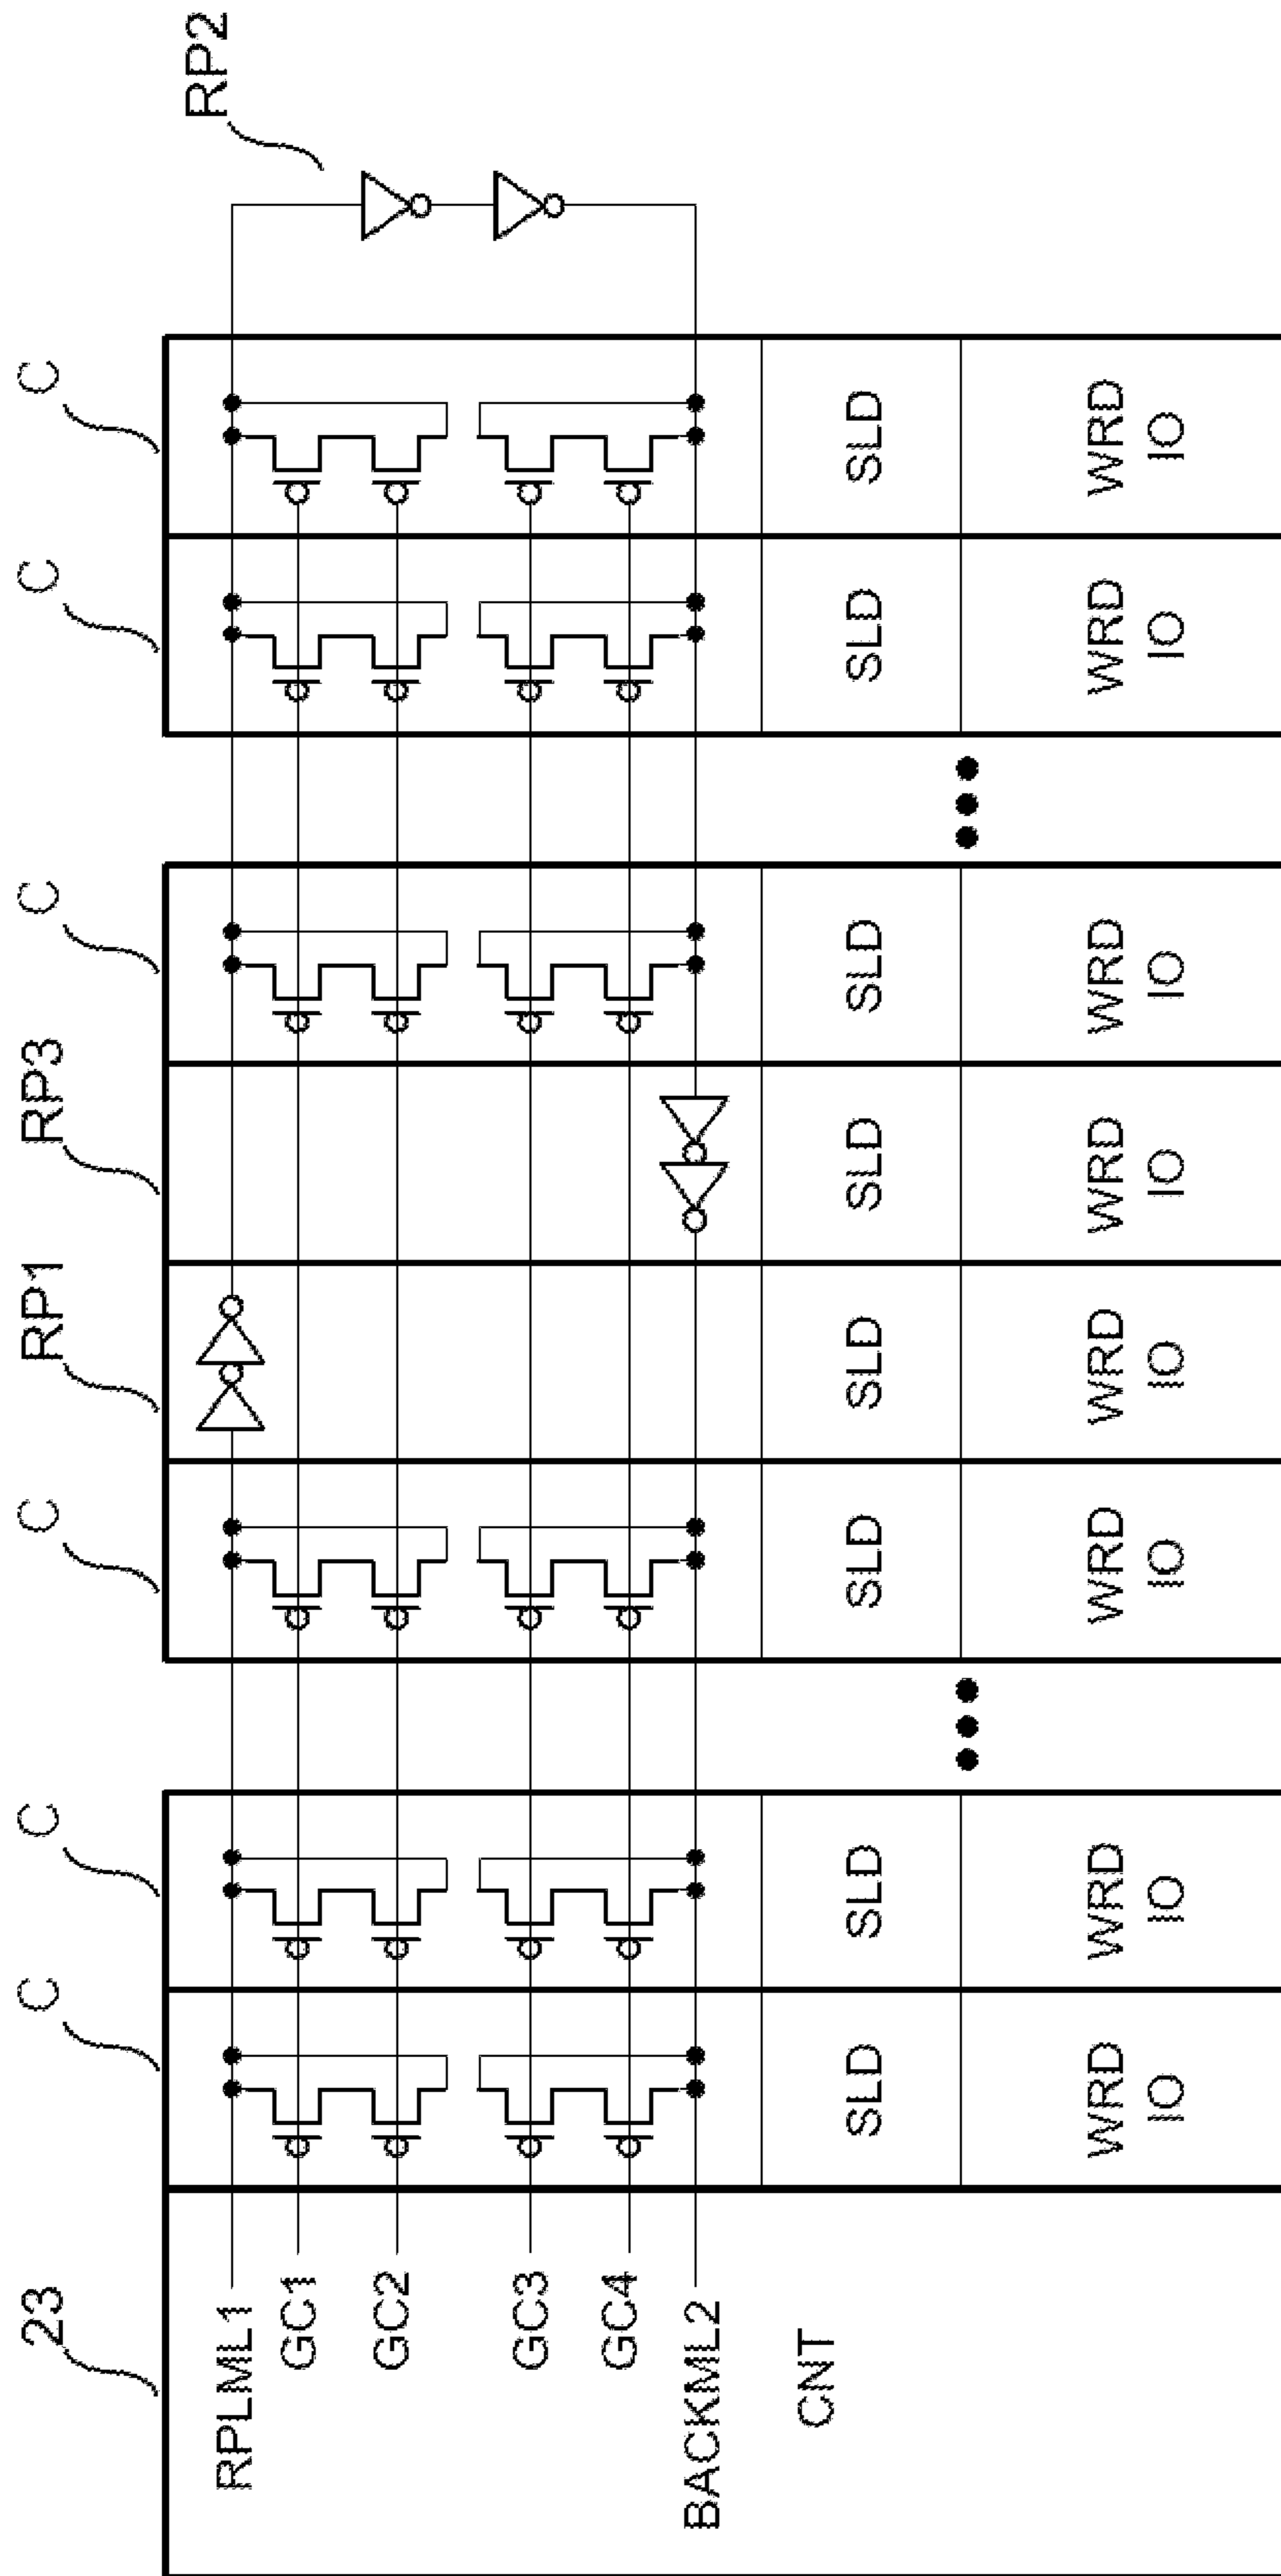 23 C C C RP1 RP3 C C C
RP2
RPLML1
GC1
GC2
GC3
GC4
BACKML2
CNT
SLD SLD SLD SLD SLD SLD SLD SLD
WRD WRD WRD WRD WRD WRD WRD WRD
IO IO IO IO IO IO IO IO